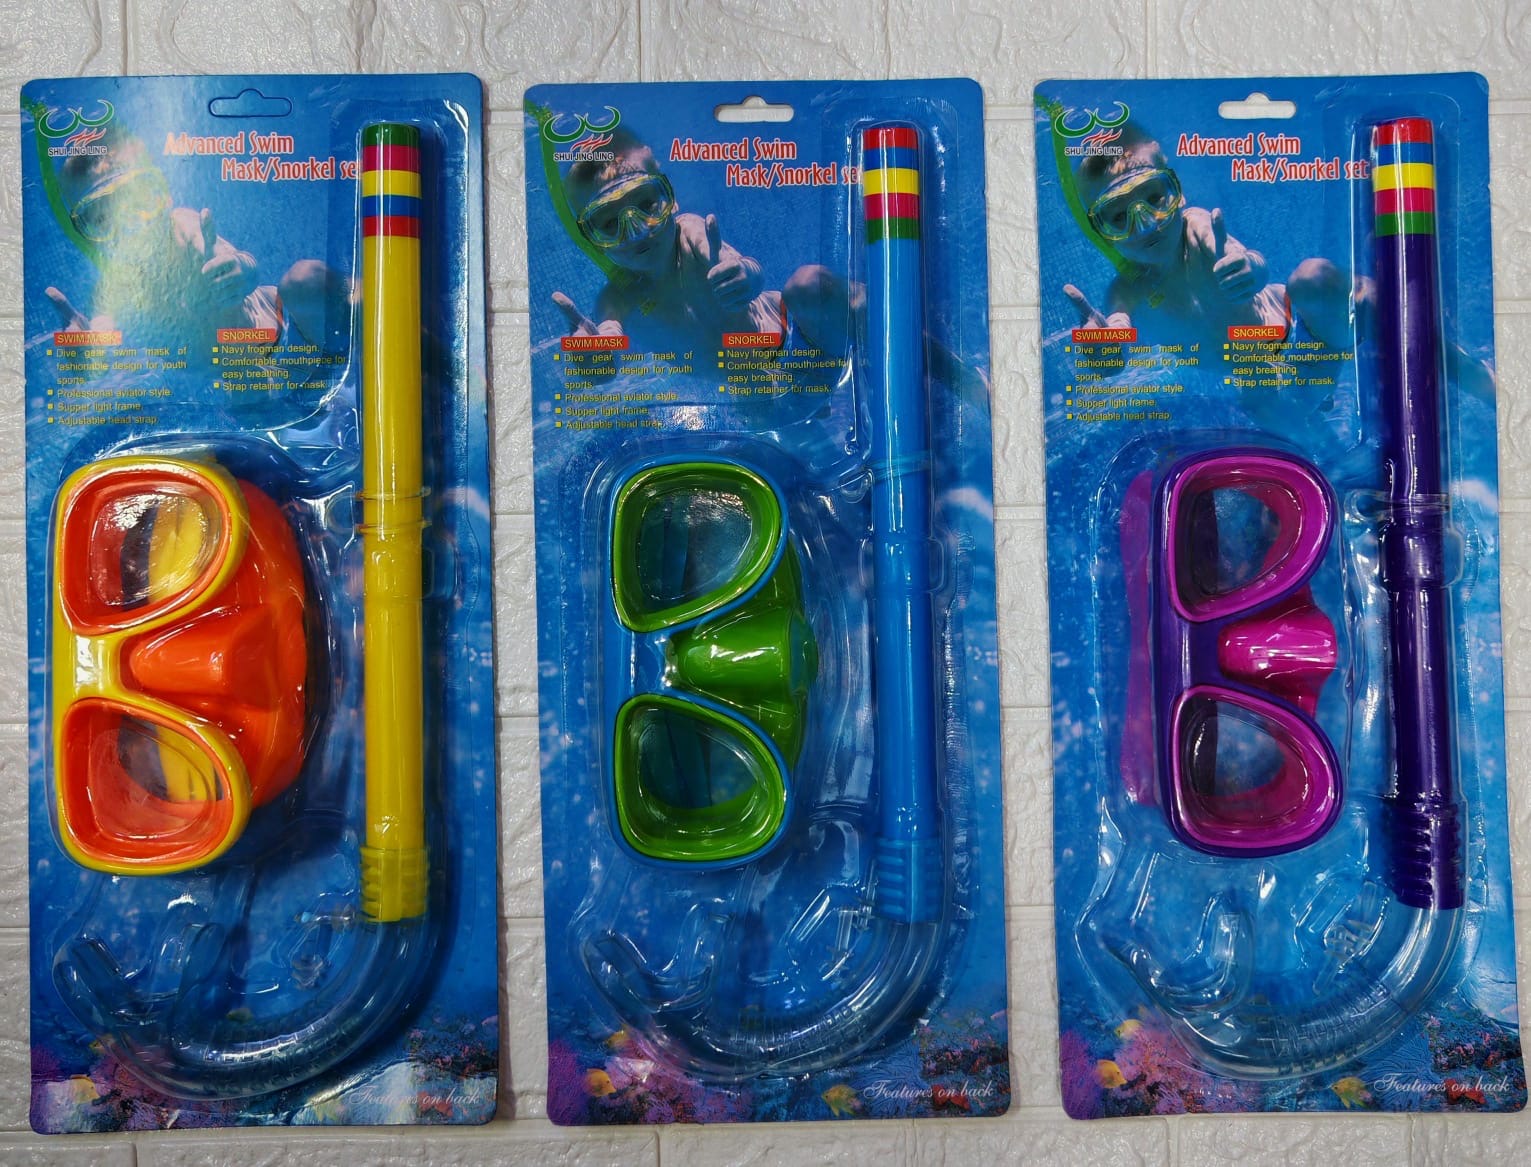 SHUI JING LING
Advanced Swim
Mask/Snorkel se
SWIM MASK
Dive gear swim mask of
fashionable design for youth
sports.
Professional aviator style.
Supper light frame.
Adjustable head strap.
SNORKEL
Navy frogman design.
Comfortable mouthpiece for
easy breathing.
Strap retainer for mask.
Features on back
SHUI JING LING
Advanced Swim
Mask/Snorkel se
SWIM MASK
Dive gear swim mask of
fashionable design for youth
sports.
Professional aviator style.
Supper light frame.
Adjustable head strap.
SNORKEL
Navy frogman design.
Comfortable mouthpiece for
easy breathing.
Strap retainer for mask.
Features on back
SHUI JING LING
Advanced Swim
Mask/Snorkel set
SWIM MASK
Dive gear swim mask of
fashionable design for youth
sports.
Professional aviator style.
Supper light frame.
Adjustable head strap.
SNORKEL
Navy frogman design.
Comfortable mouthpiece for
easy breathing.
Strap retainer for mask.
Features on back